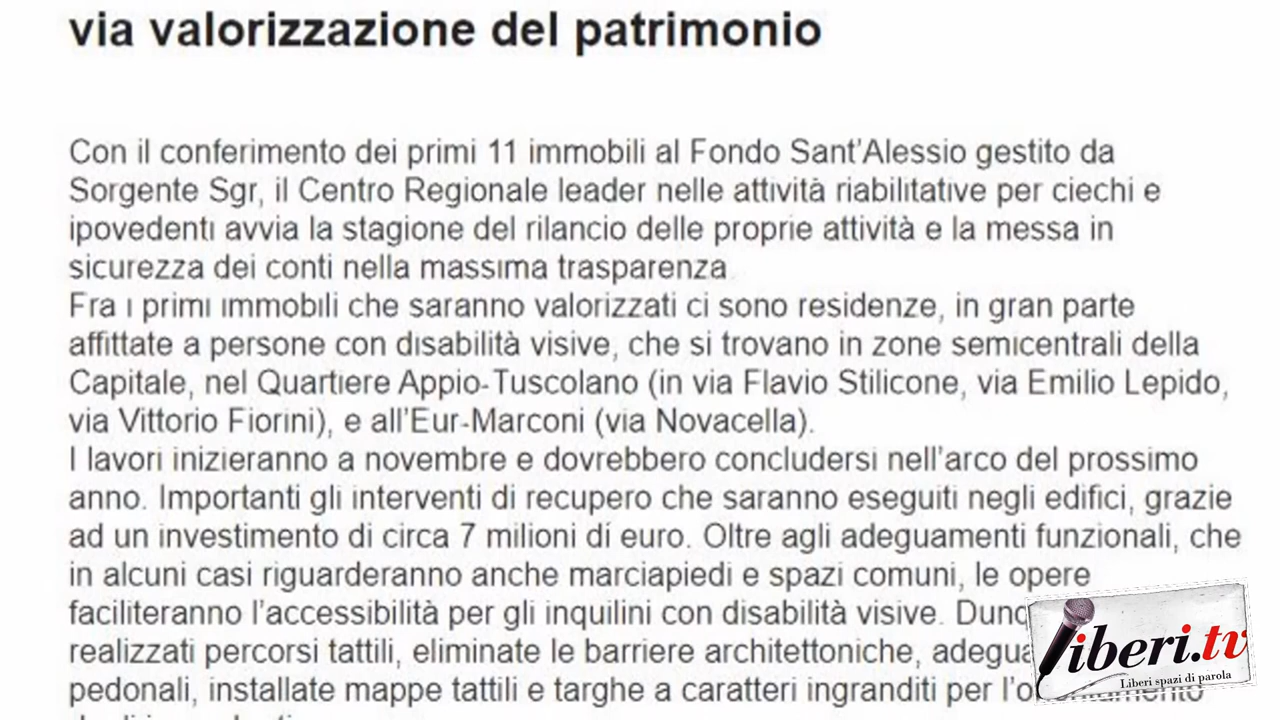 via valorizzazione del patrimonio
Con il conferimento dei primi 11 immobili al Fondo Sant'Alessio gestito da
Sorgente Sgr, il Centro Regionale leader nelle attività riabilitative per ciechi e
ipovedenti avvia la stagione del rilancio delle proprie attività e la messa in
sicurezza dei conti nella massima trasparenza
Fra i primi immobili che saranno valorizzati ci sono residenze, in gran parte
affittate a persone con disabilità visive, che si trovano in zone semicentrali della
Capitale, nel Quartiere Appio-Tuscolano (in via Flavio Stilicone, via Emilio Lepido,
via Vittorio Fiorini), e all'Eur-Marconi (via Novacella).
I lavori inizieranno a novembre e dovrebbero concludersi nell'arco del prossimo
anno. Importanti gli interventi di recupero che saranno eseguiti negli edifici, grazie
ad un investimento di circa 7 milioni di euro. Oltre agli adeguamenti funzionali, che
in alcuni casi riguarderanno anche marciapiedi e spazi comuni, le opere
faciliteranno l'accessibilità per gli inquilini con disabilità visive.
realizzati percorsi tattili, eliminate le barriere architettoniche,
pedonali, installate mappe tattili e targhe a caratteri ingranditi per
liberi.tv
Liberi spazi di parola